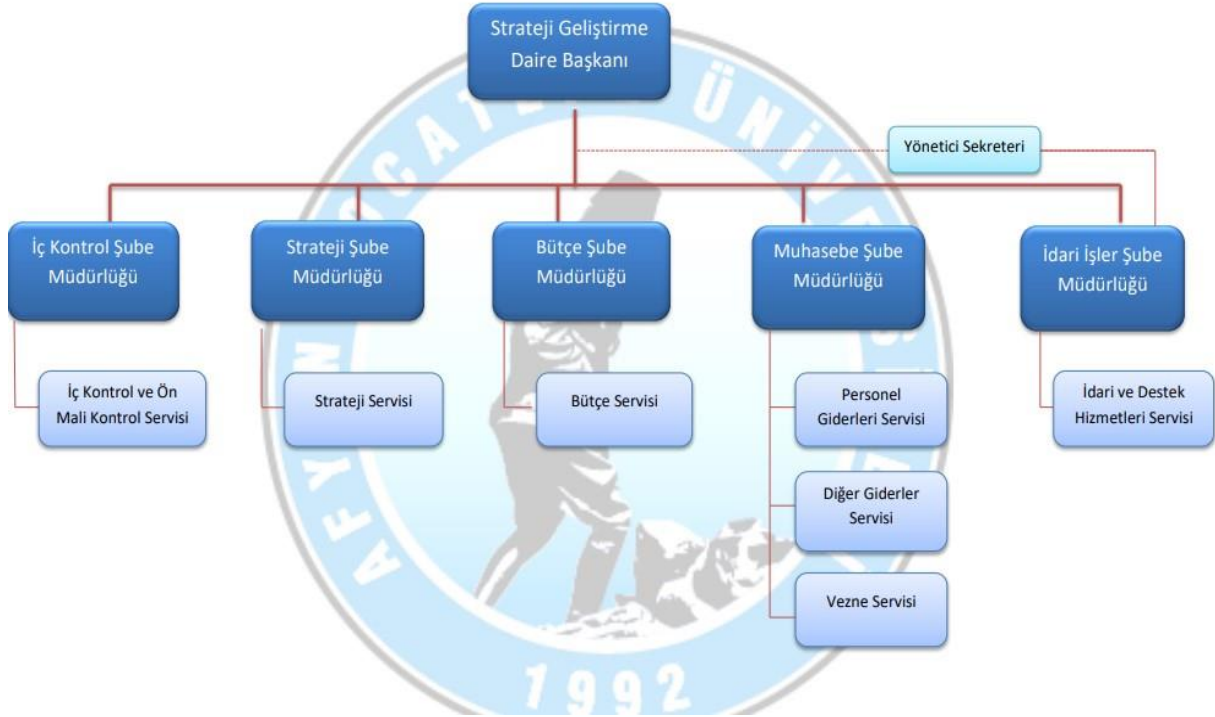 Strateji Geliştirme
Daire Başkanı
Yönetici Sekreteri
İç Kontrol Şube
Müdürlüğü
Strateji Şube
Müdürlüğü
Bütçe Şube
Müdürlüğü
Muhasebe Şube
Müdürlüğü
İdari İşler Şube
Müdürlüğü
İç Kontrol ve Ön
Mali Kontrol Servisi
Strateji Servisi
Bütçe Servisi
Personel
Giderleri Servisi
İdari ve Destek
Hizmetleri Servisi
Diğer Giderler
Servisi
Vezne Servisi
AFYON
1992